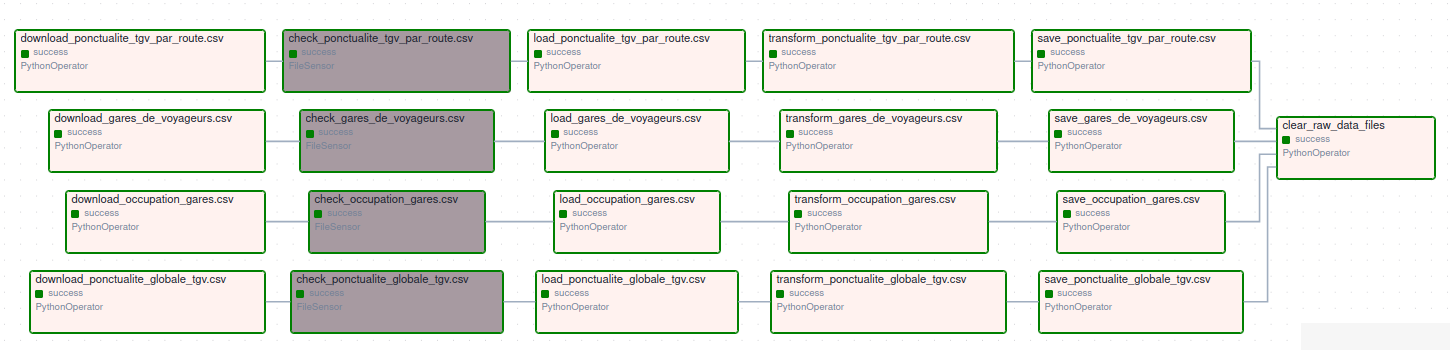 download_ponctualite_tgv_par_route.csv
success
PythonOperator
check_ponctualite_tgv_par_route.csv
success
FileSensor
load_ponctualite_tgv_par_route.csv
success
PythonOperator
transform_ponctualite_tgv_par_route.csv
success
PythonOperator
save_ponctualite_tgv_par_route.csv
success
PythonOperator
download_gares_de_voyageurs.csv
success
PythonOperator
check_gares_de_voyageurs.csv
success
FileSensor
load_gares_de_voyageurs.csv
success
PythonOperator
transform_gares_de_voyageurs.csv
success
PythonOperator
save_gares_de_voyageurs.csv
success
PythonOperator
clear_raw_data_files
success
PythonOperator
download_occupation_gares.csv
success
PythonOperator
check_occupation_gares.csv
success
FileSensor
load_occupation_gares.csv
success
PythonOperator
transform_occupation_gares.csv
success
PythonOperator
save_occupation_gares.csv
success
PythonOperator
download_ponctualite_globale_tgv.csv
success
PythonOperator
check_ponctualite_globale_tgv.csv
success
FileSensor
load_ponctualite_globale_tgv.csv
success
PythonOperator
transform_ponctualite_globale_tgv.csv
success
PythonOperator
save_ponctualite_globale_tgv.csv
success
PythonOperator